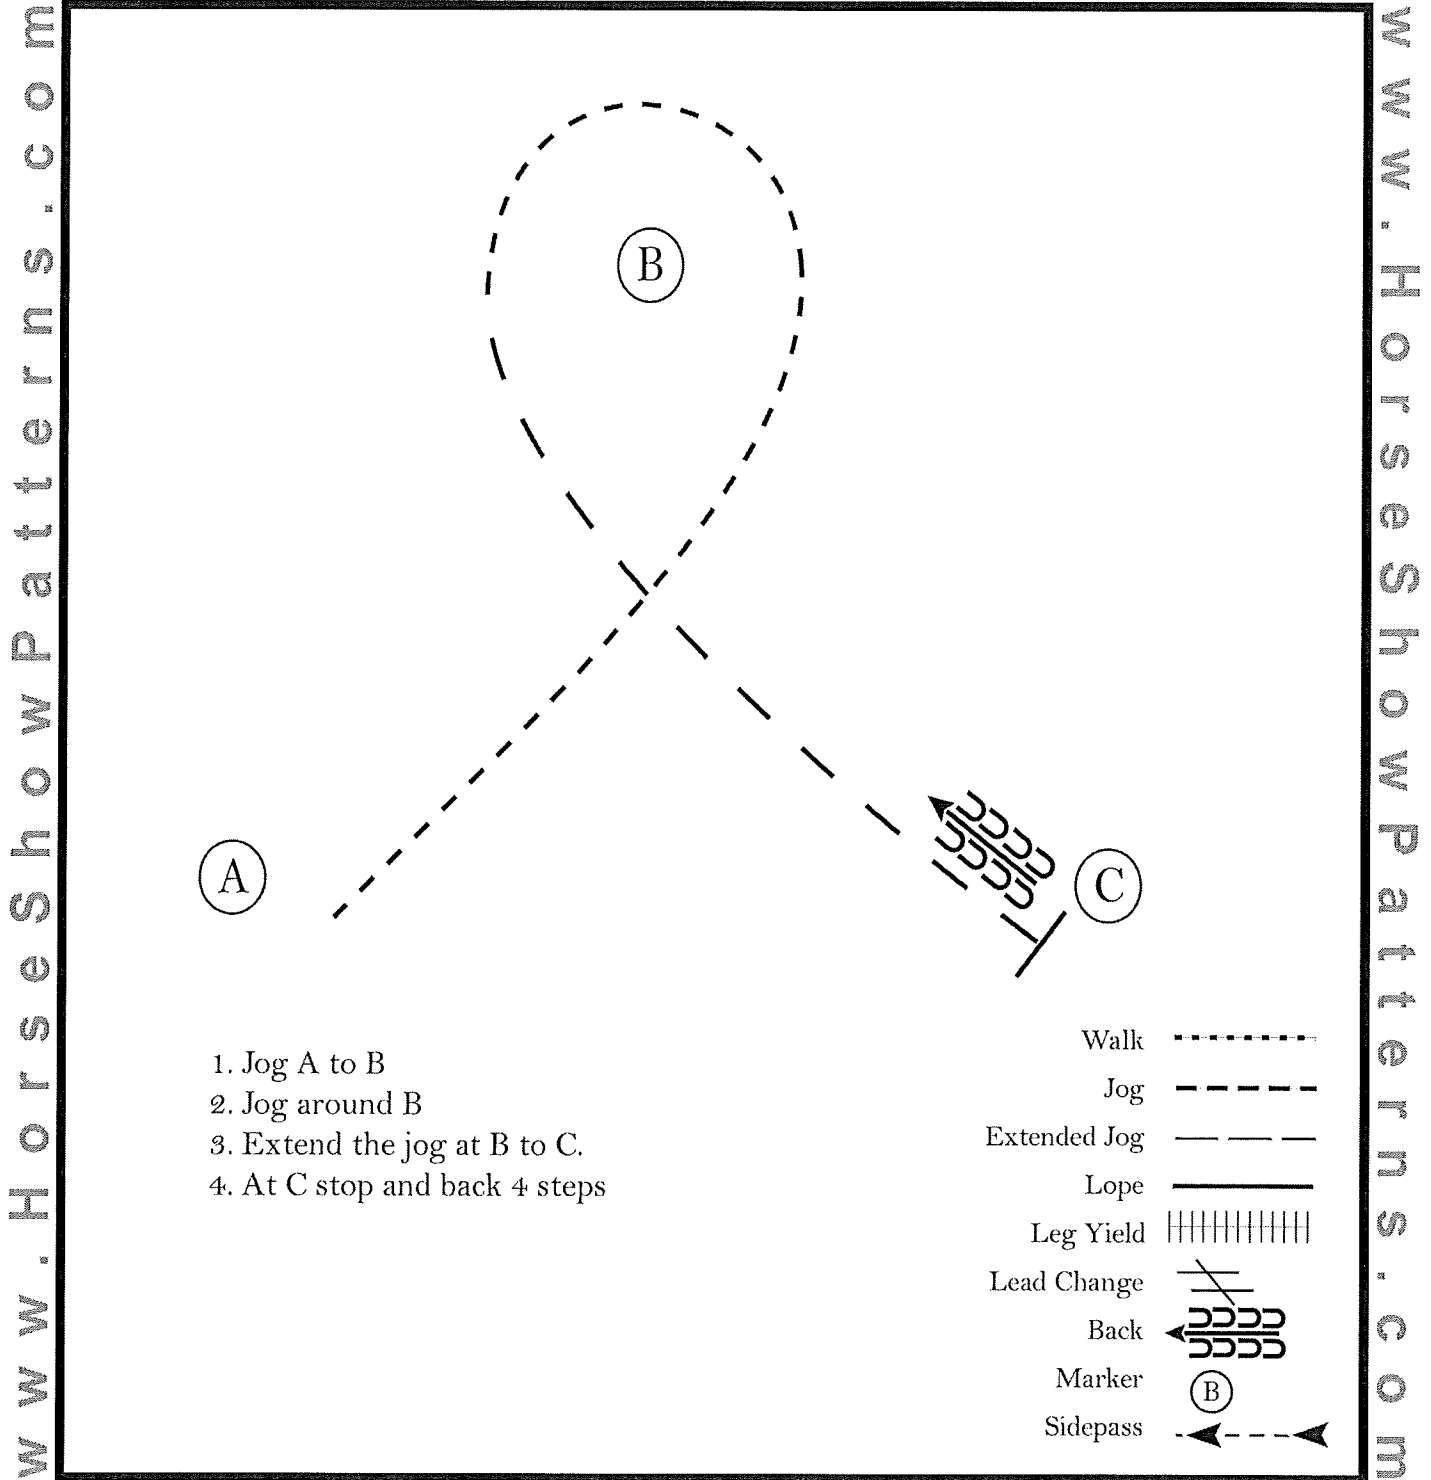 www.HorseShowPatterns.com
B
A
C
1. Jog A to B
2. Jog around B
3. Extend the jog at B to C.
4. At C stop and back 4 steps
Walk
Jog
Extended Jog
Lope
Leg Yield
Lead Change
Back
Marker
B
Sidepass
www.HorseShowPatterns.com